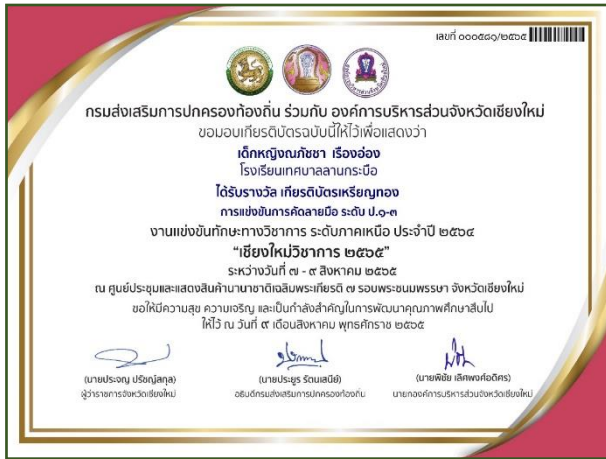 เลขที่ ๐๐๐๕๘๑/๒๕๖๕
กรมส่งเสริมการปกครองท้องถิ่น ร่วมกับ องค์การบริหารส่วนจังหวัดเชียงใหม่
ขอมอบเกียรติบัตรฉบับนี้ให้ไว้เพื่อแสดงว่า
เด็กหญิงณภัชชา เรืองอ่อง
โรงเรียนเทศบาลลานกระบือ
ได้รับรางวัล เกียรติบัตรเหรียญทอง
การแข่งขันการคัดลายมือ ระดับ ป.๑-๓
งานแข่งขันทักษะทางวิชาการ ระดับภาคเหนือ ประจำปี ๒๕๖๔
“เชียงใหม่วิชาการ ๒๕๖๕”
ระหว่างวันที่ ๗ - ๙ สิงหาคม ๒๕๖๕
ณ ศูนย์ประชุมและแสดงสินค้านานาชาติเฉลิมพระเกียรติ ๗ รอบพระชนมพรรษา จังหวัดเชียงใหม่
ขอให้มีความสุข ความเจริญ และเป็นกำลังสำคัญในการพัฒนาคุณภาพศึกษาสืบไป
ให้ไว้ ณ วันที่ ๙ เดือนสิงหาคม พุทธศักราช ๒๕๖๕
(นายประจญ ปรัชญ์สกุล) (นายประยูร รัตนเสนีย์) (นายพิชัย เลิศพงศ์อดิศร)
ผู้ว่าราชการจังหวัดเชียงใหม่ อธิบดีกรมส่งเสริมการปกครองท้องถิ่น นายกองค์การบริหารส่วนจังหวัดเชียงใหม่